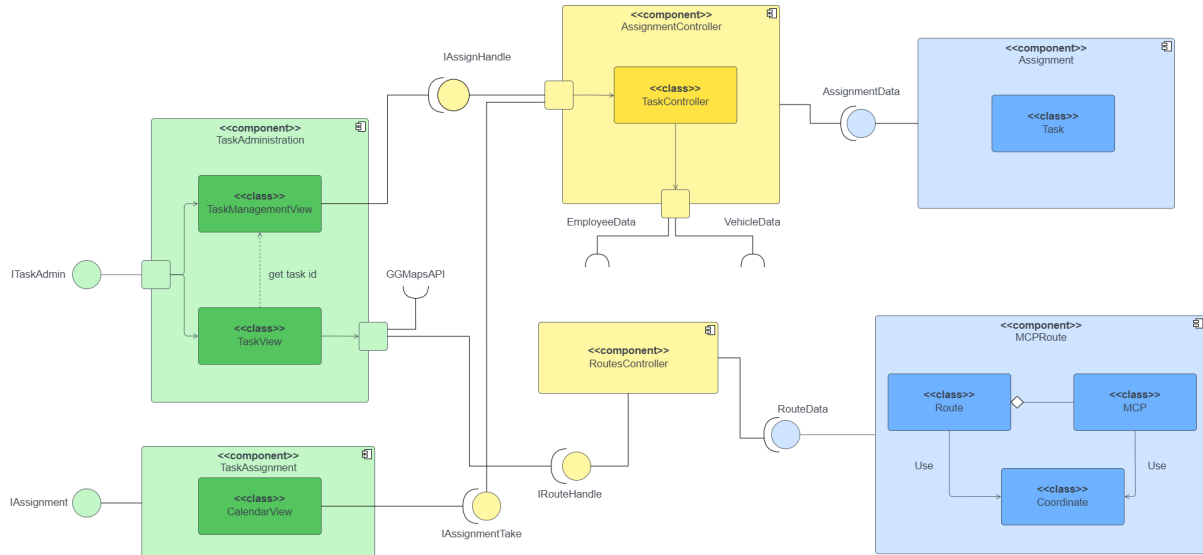 <<component>>
AssignmentController
<<class>>
TaskController
IAssignHandle
<<component>>
Assignment
AssignmentData
<<class>>
Task
<<component>>
TaskAdministration
<<class>>
TaskManagementView
EmployeeData
VehicleData
ITaskAdmin
get task id
GGMapsAPI
<<class>>
TaskView
<<component>>
RoutesController
<<component>>
MCPRoute
<<class>>
Route
<<class>>
MCP
RouteData
Use
Use
<<class>>
Coordinate
<<component>>
TaskAssignment
<<class>>
CalendarView
IAssignment
IRouteHandle
IAssignmentTake